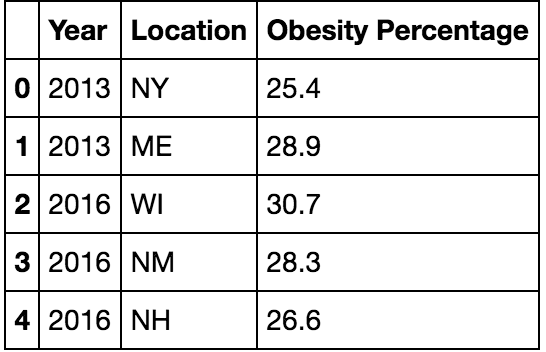 Year Location Obesity Percentage
0 2013 NY 25.4
1 2013 ME 28.9
2 2016 WI 30.7
3 2016 NM 28.3
4 2016 NH 26.6